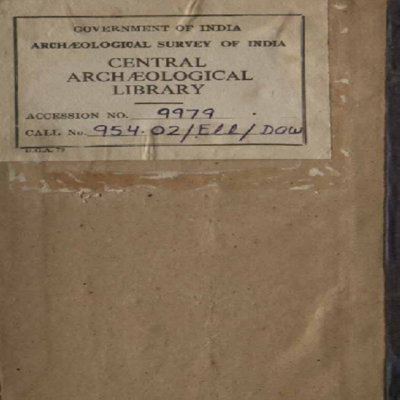 GOVERNMENT OF INDIA
ARCHÆOLOGICAL SURVEY OF INDIA
CENTRAL
ARCHÆOLOGICAL
LIBRARY
ACCESSION NO. 9979
CALL No. 954.02/Ell/Dow
D.G.A. 79